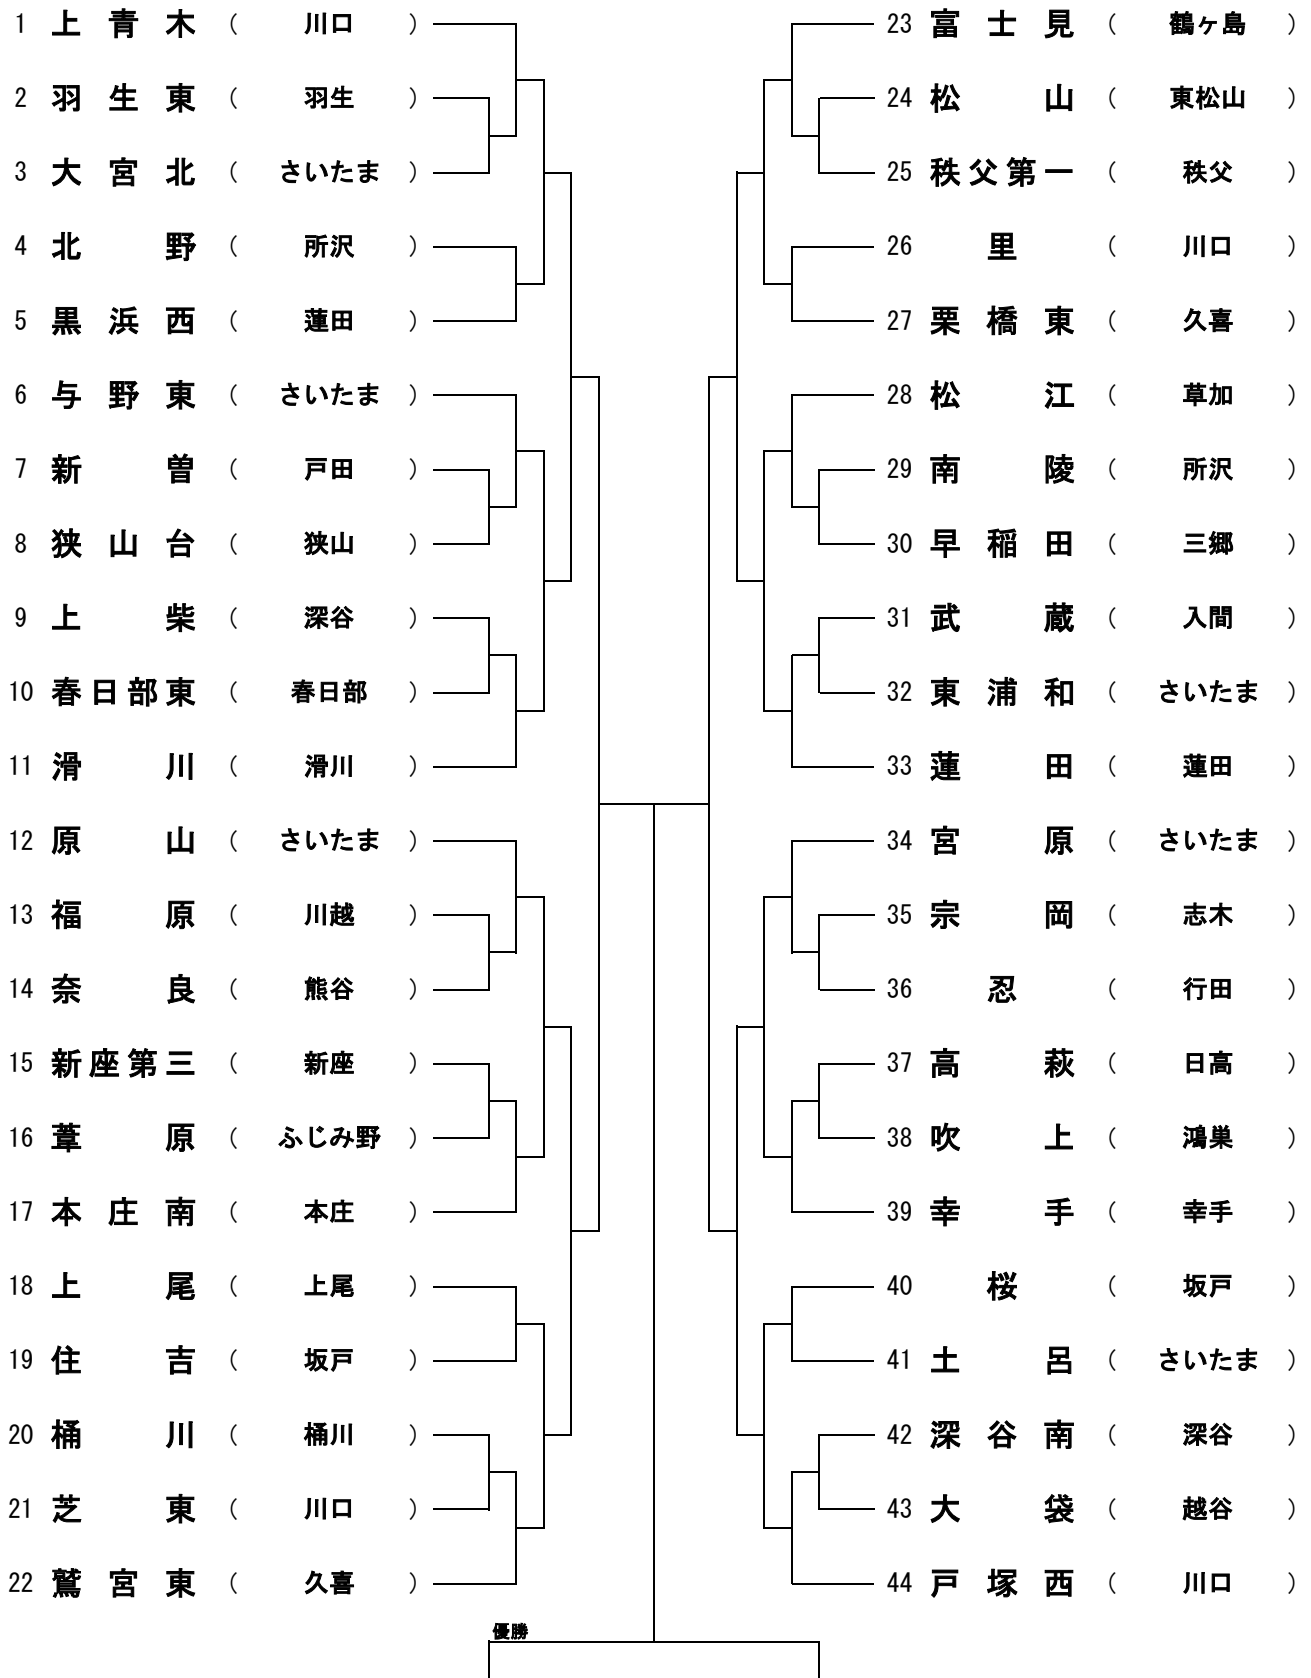 1 上青木 ( 川口 )
2 羽生東 ( 羽生 )
3 大宮北 ( さいたま )
4 北野 ( 所沢 )
5 黒浜西 ( 蓮田 )
6 与野東 ( さいたま )
7 新曽 ( 戸田 )
8 狭山台 ( 狭山 )
9 上柴 ( 深谷 )
10 春日部東 ( 春日部 )
11 滑川 ( 滑川 )
12 原山 ( さいたま )
13 福原 ( 川越 )
14 奈良 ( 熊谷 )
15 新座第三 ( 新座 )
16 葦原 ( ふじみ野 )
17 本庄南 ( 本庄 )
18 上尾 ( 上尾 )
19 住吉 ( 坂戸 )
20 桶川 ( 桶川 )
21 芝東 ( 川口 )
22 鷲宮東 ( 久喜 )
23 富士見 ( 鶴ヶ島 )
24 松山 ( 東松山 )
25 秩父第一 ( 秩父 )
26 里 ( 川口 )
27 栗橋東 ( 久喜 )
28 松江 ( 草加 )
29 南陵 ( 所沢 )
30 早稲田 ( 三郷 )
31 武蔵 ( 入間 )
32 東浦和 ( さいたま )
33 蓮田 ( 蓮田 )
34 宮原 ( さいたま )
35 宗岡 ( 志木 )
36 忍 ( 行田 )
37 高萩 ( 日高 )
38 吹上 ( 鴻巣 )
39 幸手 ( 幸手 )
40 桜 ( 坂戸 )
41 土呂 ( さいたま )
42 深谷南 ( 深谷 )
43 大袋 ( 越谷 )
44 戸塚西 ( 川口 )
優勝